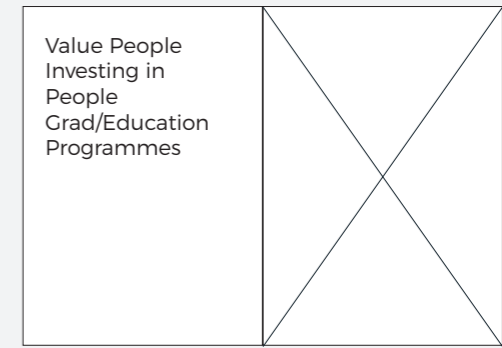 Value People
Investing in
People
Grad/Education
Programmes